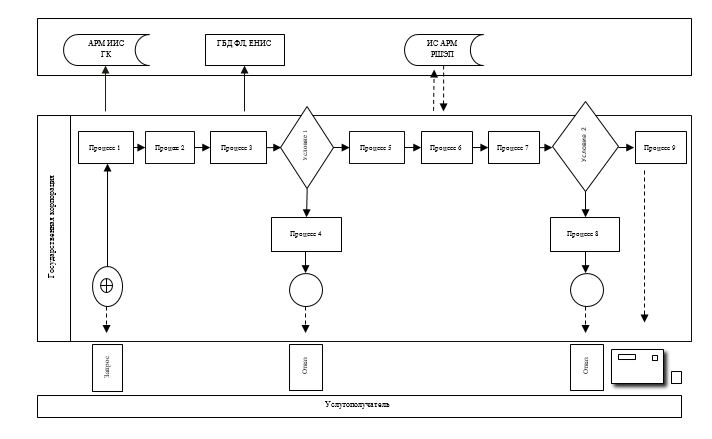 АРМ ИИС
ГК
ГБД ФЛ, ЕНИС
ИС АРМ
РШЭП
Государственная корпорация
Процесс 1
Процесс 2
Процесс 3
Условие 1
Процесс 5
Процесс 6
Процесс 7
Условие 2
Процесс 9
Процесс 4
Процесс 8
Запрос
Отказ
Отказ
Услугополучатель